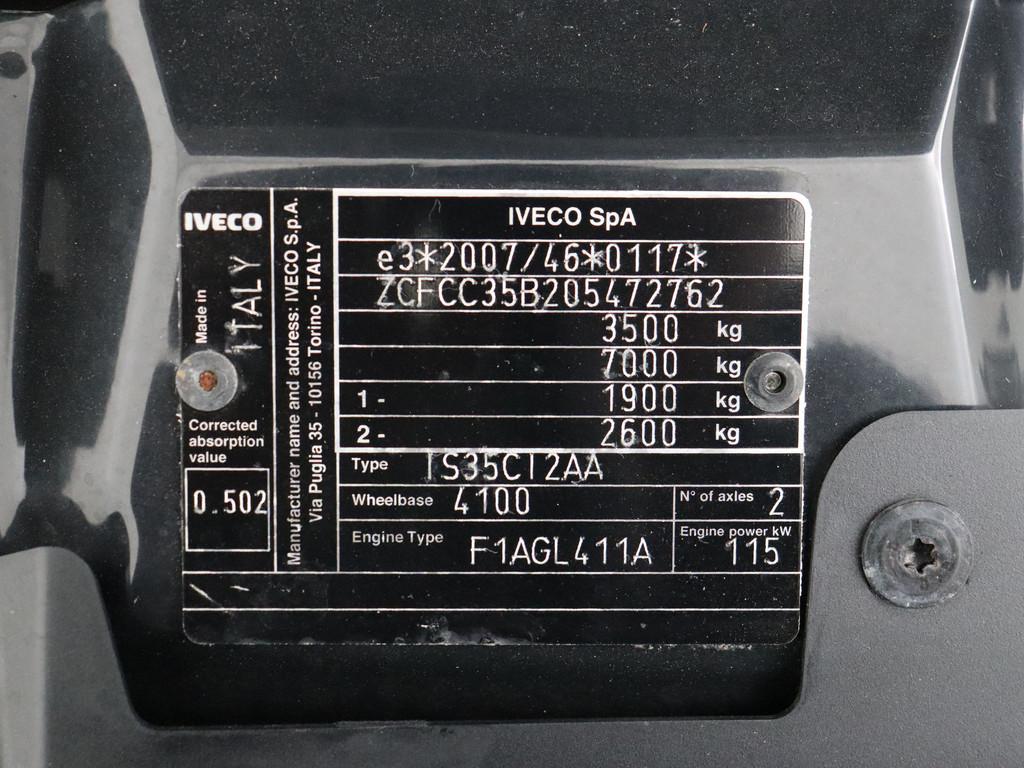 IVECO
Made in
ITALY
Corrected
absorption
value
0.502
Manufacturer name and address: IVECO S.p.A.
Via Puglia 35 - 10156 Torino - ITALY
IVECO SpA
e3*2007/46*0117*
ZCFCC35B205472762
3500 kg
7000 kg
1 - 1900 kg
2 - 2600 kg
Type IS35CI2AA
Wheelbase 4100
N° of axles 2
Engine Type F1AGL411A
Engine power kW
115